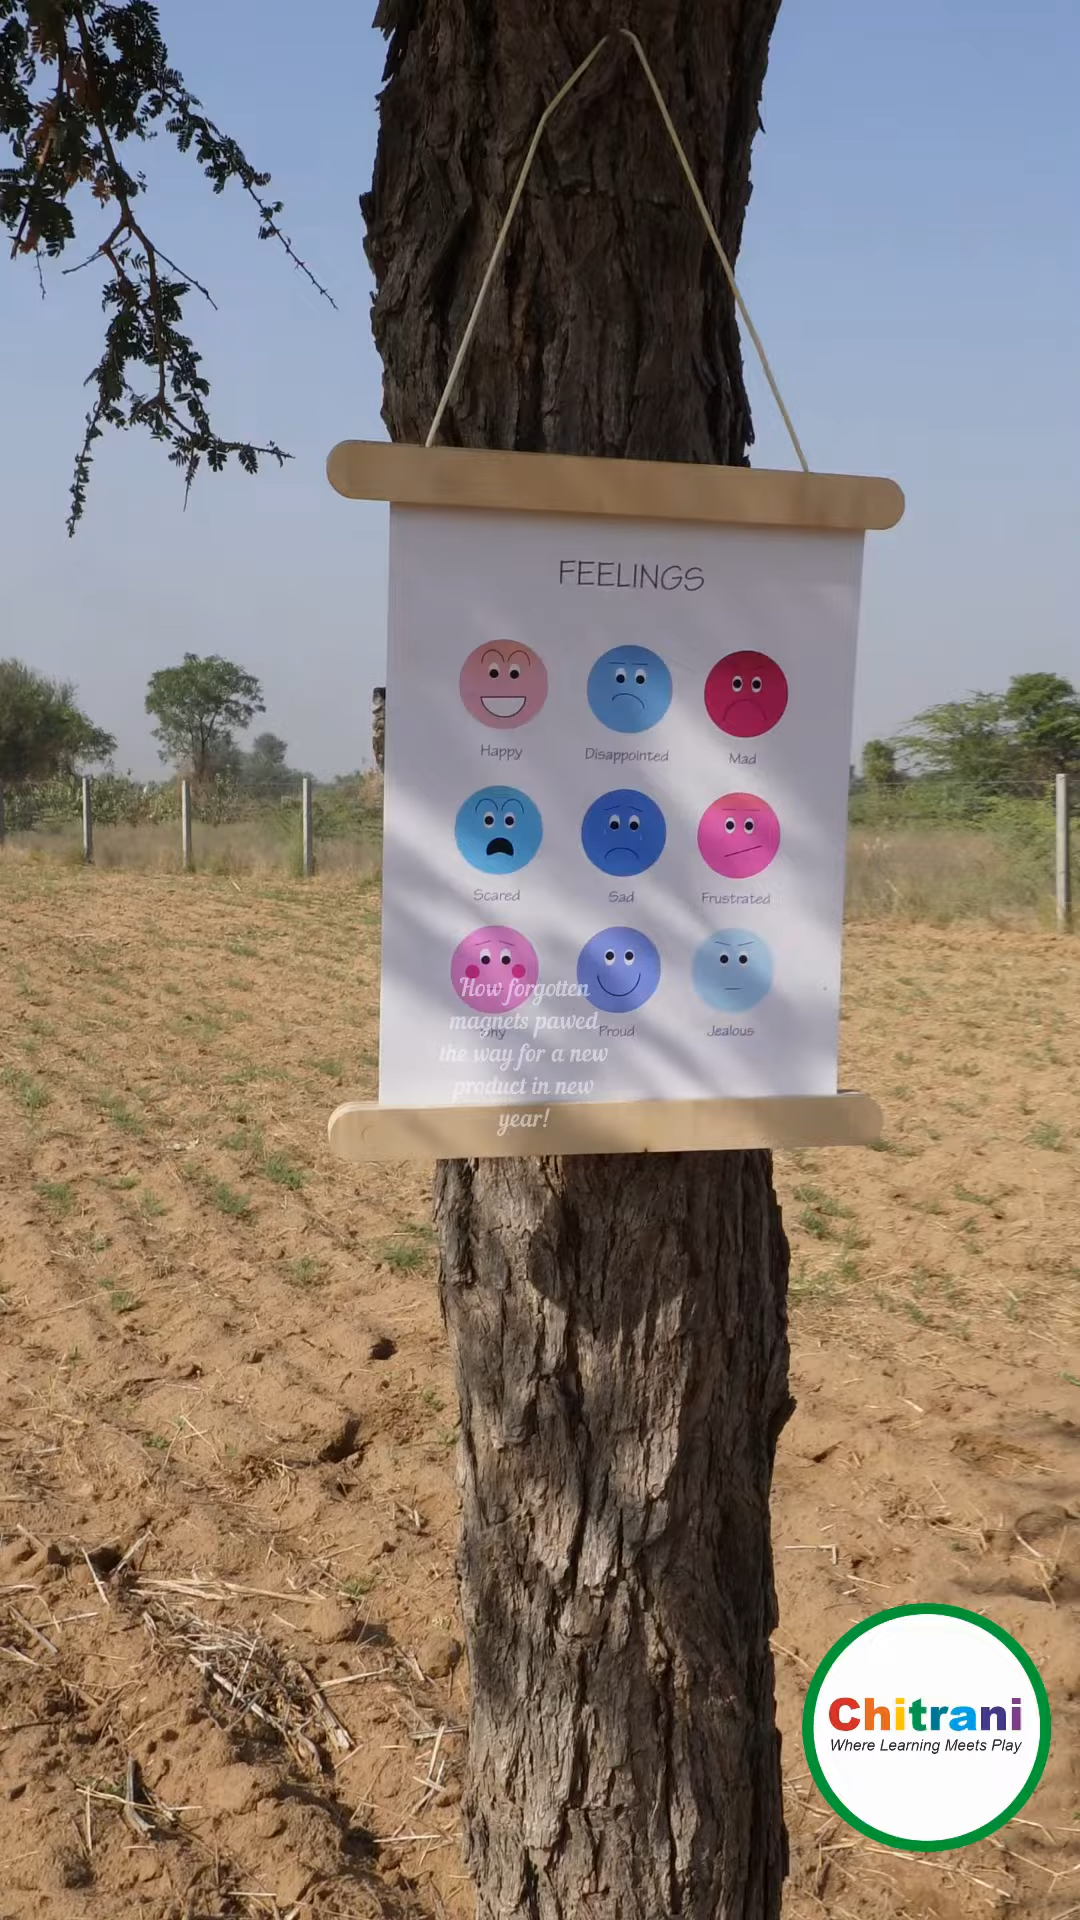 FEELINGS
Happy Disappointed Mad
Scared Sad Frustrated
Shy Proud Jealous
How forgotten
magnets pawed
the way for a new
product in new
year!
Chitrani
Where Learning Meets Play